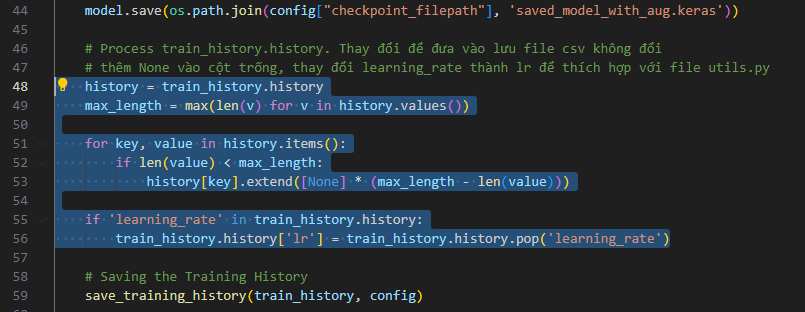 44 model.save(os.path.join(config["checkpoint_filepath"], 'saved_model_with_aug.keras'))
45
46 # Process train_history.history. Thay đổi để đưa vào lưu file csv không đổi
47 # thêm None vào cột trống, thay đổi learning_rate thành lr để thích hợp với file utils.py
48 history = train_history.history
49 max_length = max(len(v) for v in history.values())
50
51 for key, value in history.items():
52 if len(value) < max_length:
53 history[key].extend([None] * (max_length - len(value)))
54
55 if 'learning_rate' in train_history.history:
56 train_history.history['lr'] = train_history.history.pop('learning_rate')
57
58 # Saving the Training History
59 save_training_history(train_history, config)